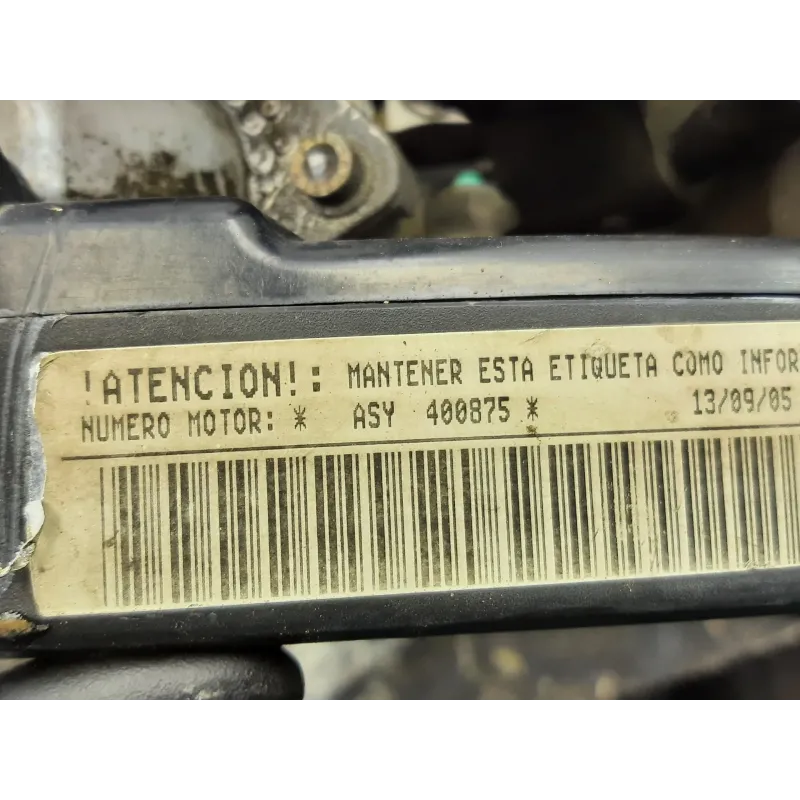 !ATENCION!: MANTENER ESTA ETIQUETA COMO
NUMERO MOTOR: * ASY 400875 * 13/09/05